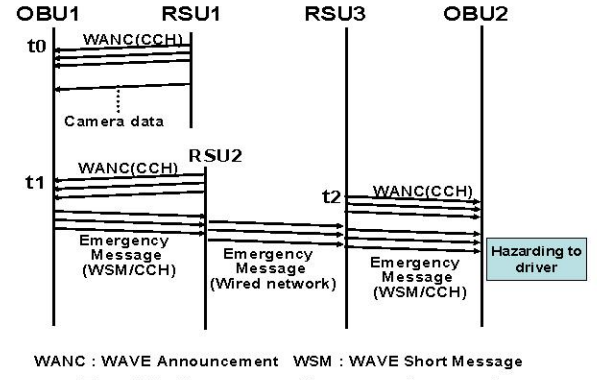 OBU1 RSU1 RSU3 OBU2
t0 WANC(CCH)
Camera data
RSU2
t1 WANC(CCH)
t2 WANC(CCH)
Emergency
Message
(WSM/CCH)
Emergency
Message
(Wired network)
Emergency
Message
(WSM/CCH)
Hazarding to
driver
WANC : WAVE Announcement WSM : WAVE Short Message